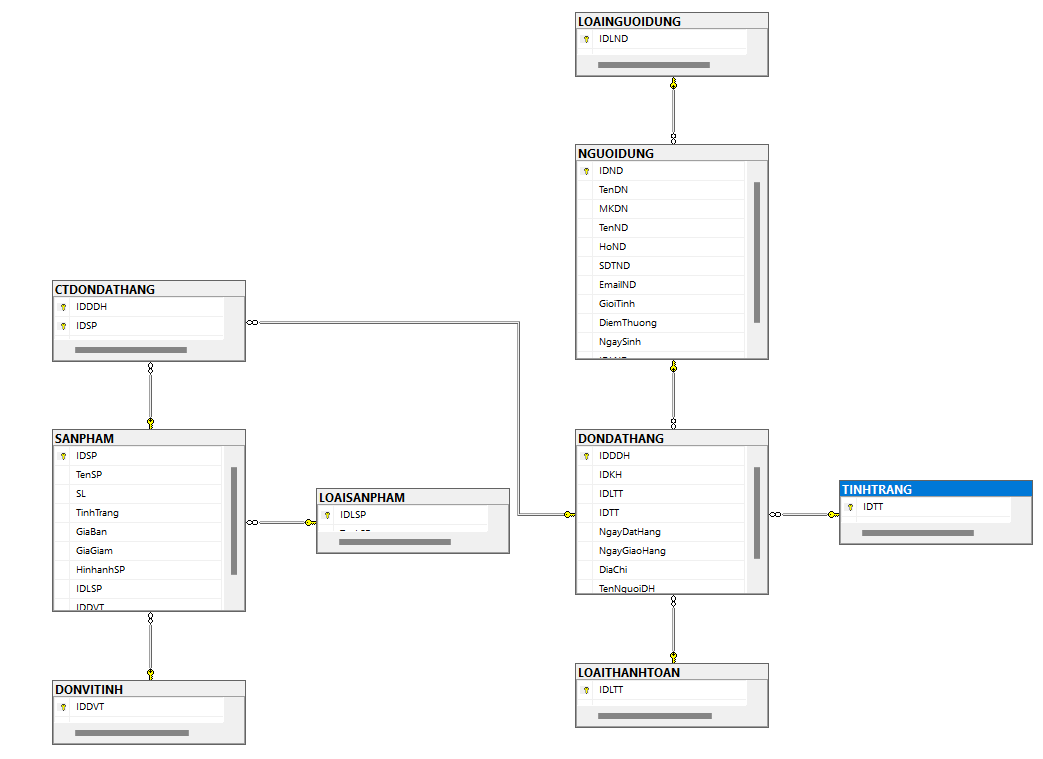 LOAINGUOIDUNG
IDLND
NGUOIDUNG
IDND
TenDN
MKDN
TenND
HoND
SDTND
EmailND
GioiTinh
DiemThuong
NgaySinh
CTDONDATHANG
IDDDH
IDSP
SANPHAM
IDSP
TenSP
SL
TinhTrang
GiaBan
GiaGiam
HinhanhSP
IDLSP
IDDVT
LOAISANPHAM
IDLSP
DONDATHANG
IDDDH
IDKH
IDLTT
IDTT
NgayDatHang
NgayGiaoHang
DiaChi
TenNguoiDH
TINHTRANG
IDTT
DONVITINH
IDDVT
LOAITHANHTOAN
IDLTT